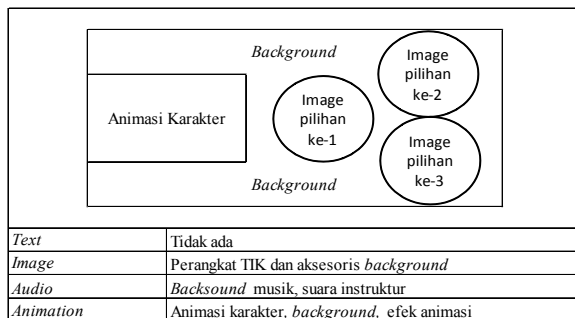 Background
Animasi Karakter
Image
pilihan
ke-1
Image
pilihan
ke-2
Image
pilihan
ke-3
Background
Text Tidak ada
Image Perangkat TIK dan aksesoris background
Audio Backsound musik, suara instruktur
Animation Animasi karakter, background, efek animasi